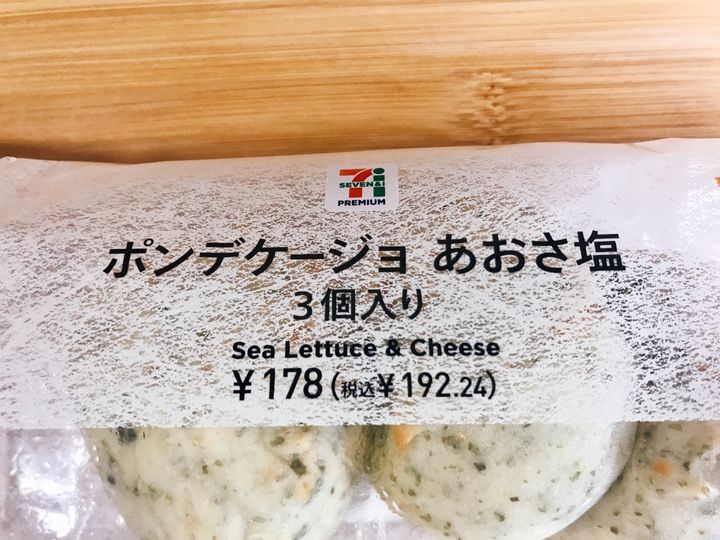 7i
SEVEN&i
PREMIUM
ポンデケージョ あおさ塩
3個入り
Sea Lettuce & Cheese
¥178(税込¥192.24)